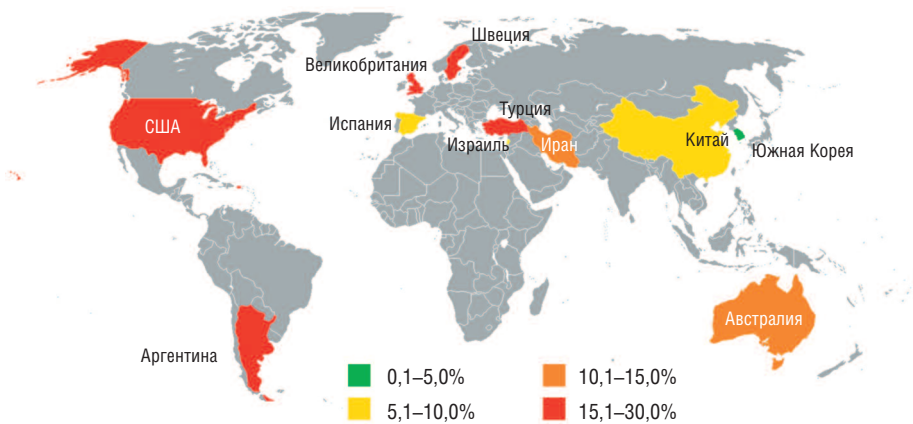 Швеция
Великобритания
США
Турция
Испания
Израиль
Иран
Китай
Южная Корея
Австралия
Аргентина
0,1–5,0%
10,1–15,0%
5,1–10,0%
15,1–30,0%